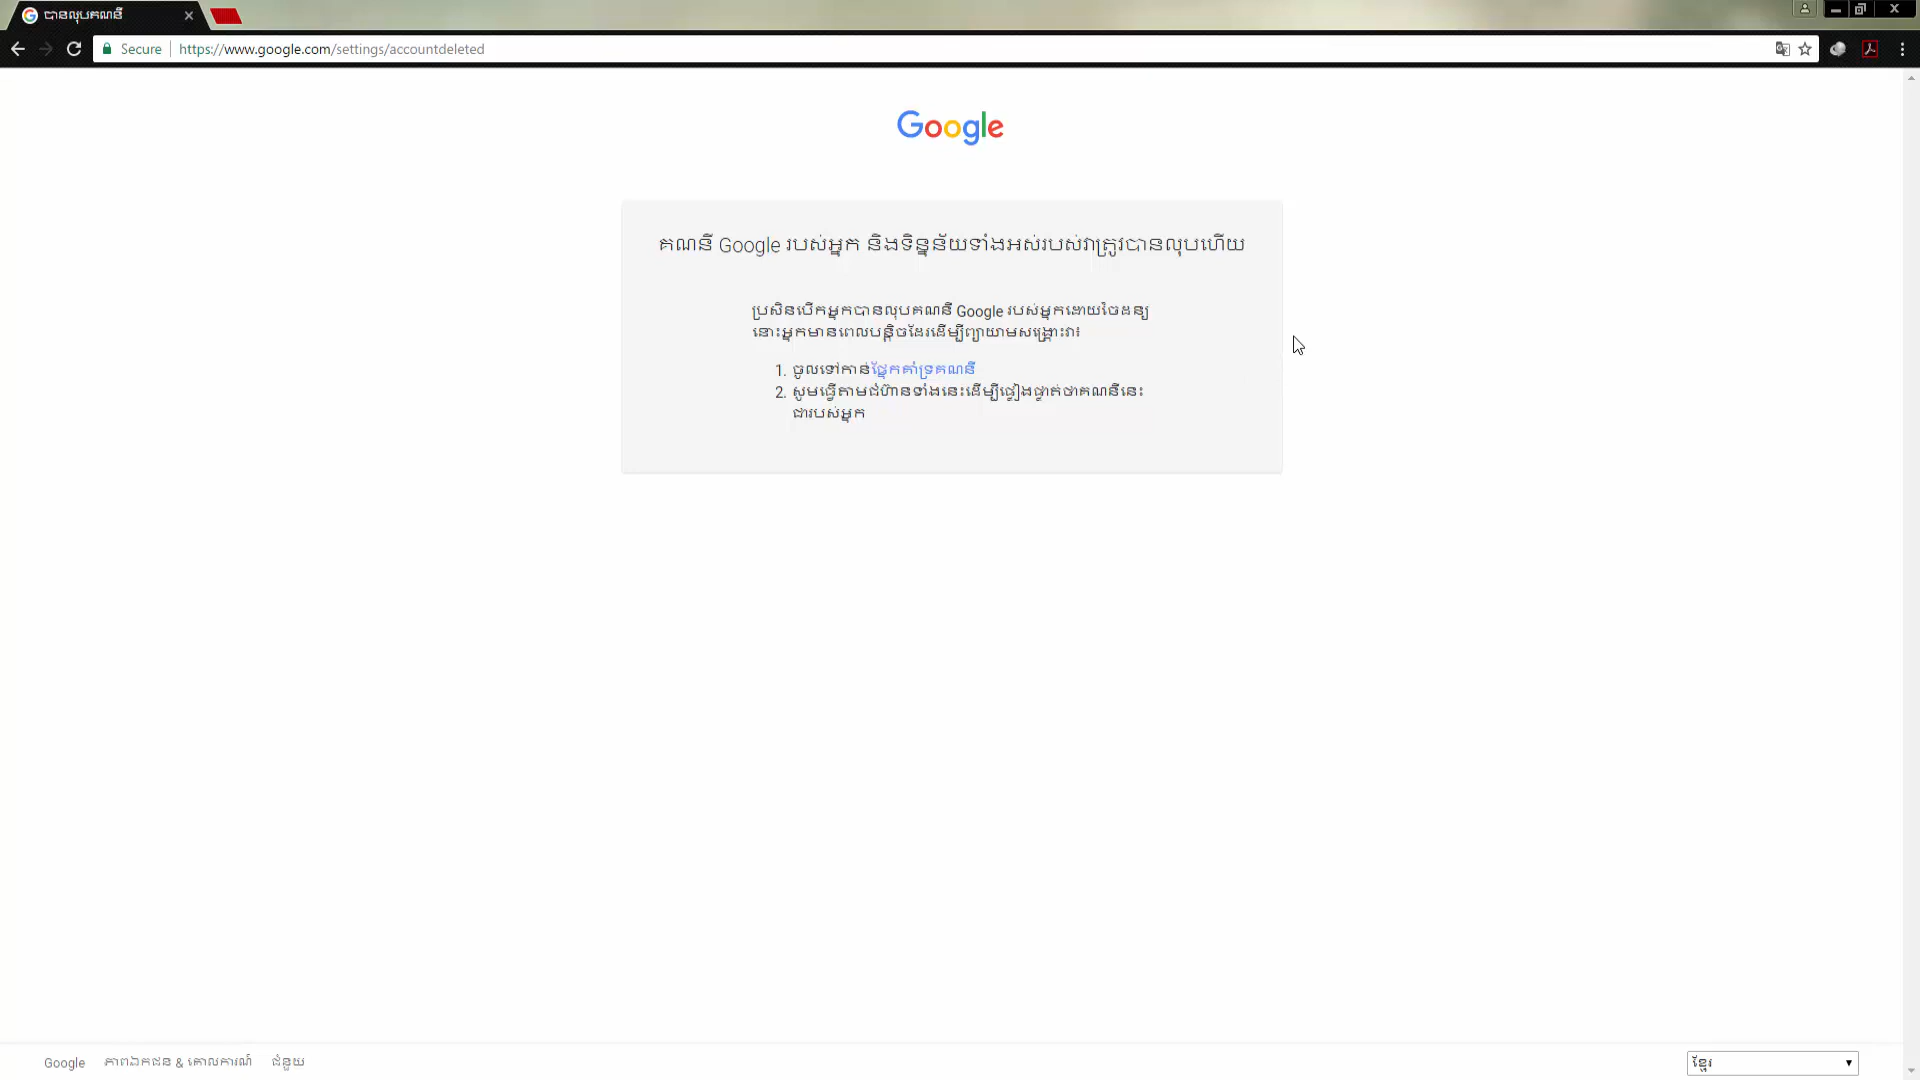 បានលុបគណនី
Secure https://www.google.com/settings/accountdeleted
Google
គណនី Google របស់អ្នក និងទិន្នន័យទាំងអស់របស់វាត្រូវបានលុបហើយ
ប្រសិនបើកអ្នកបានលុបគណនី Google របស់អ្នកដោយចៃដន្យ
នោះអ្នកមានពេលបន្តិចដែរដើម្បីព្យាយាមសង្គ្រោះវា៖
1. ចូលទៅកាន់ផ្នែកគាំទ្រគណនី
2. សូមធ្វើតាមជំហ៊ានទាំងនេះដើម្បីផ្ទៀងផ្ទាត់ថាគណនីនេះ
ជារបស់អ្នក
Google ភាពឯកជន & គោលការណ៍ ជំនួយ
ខ្មែរ